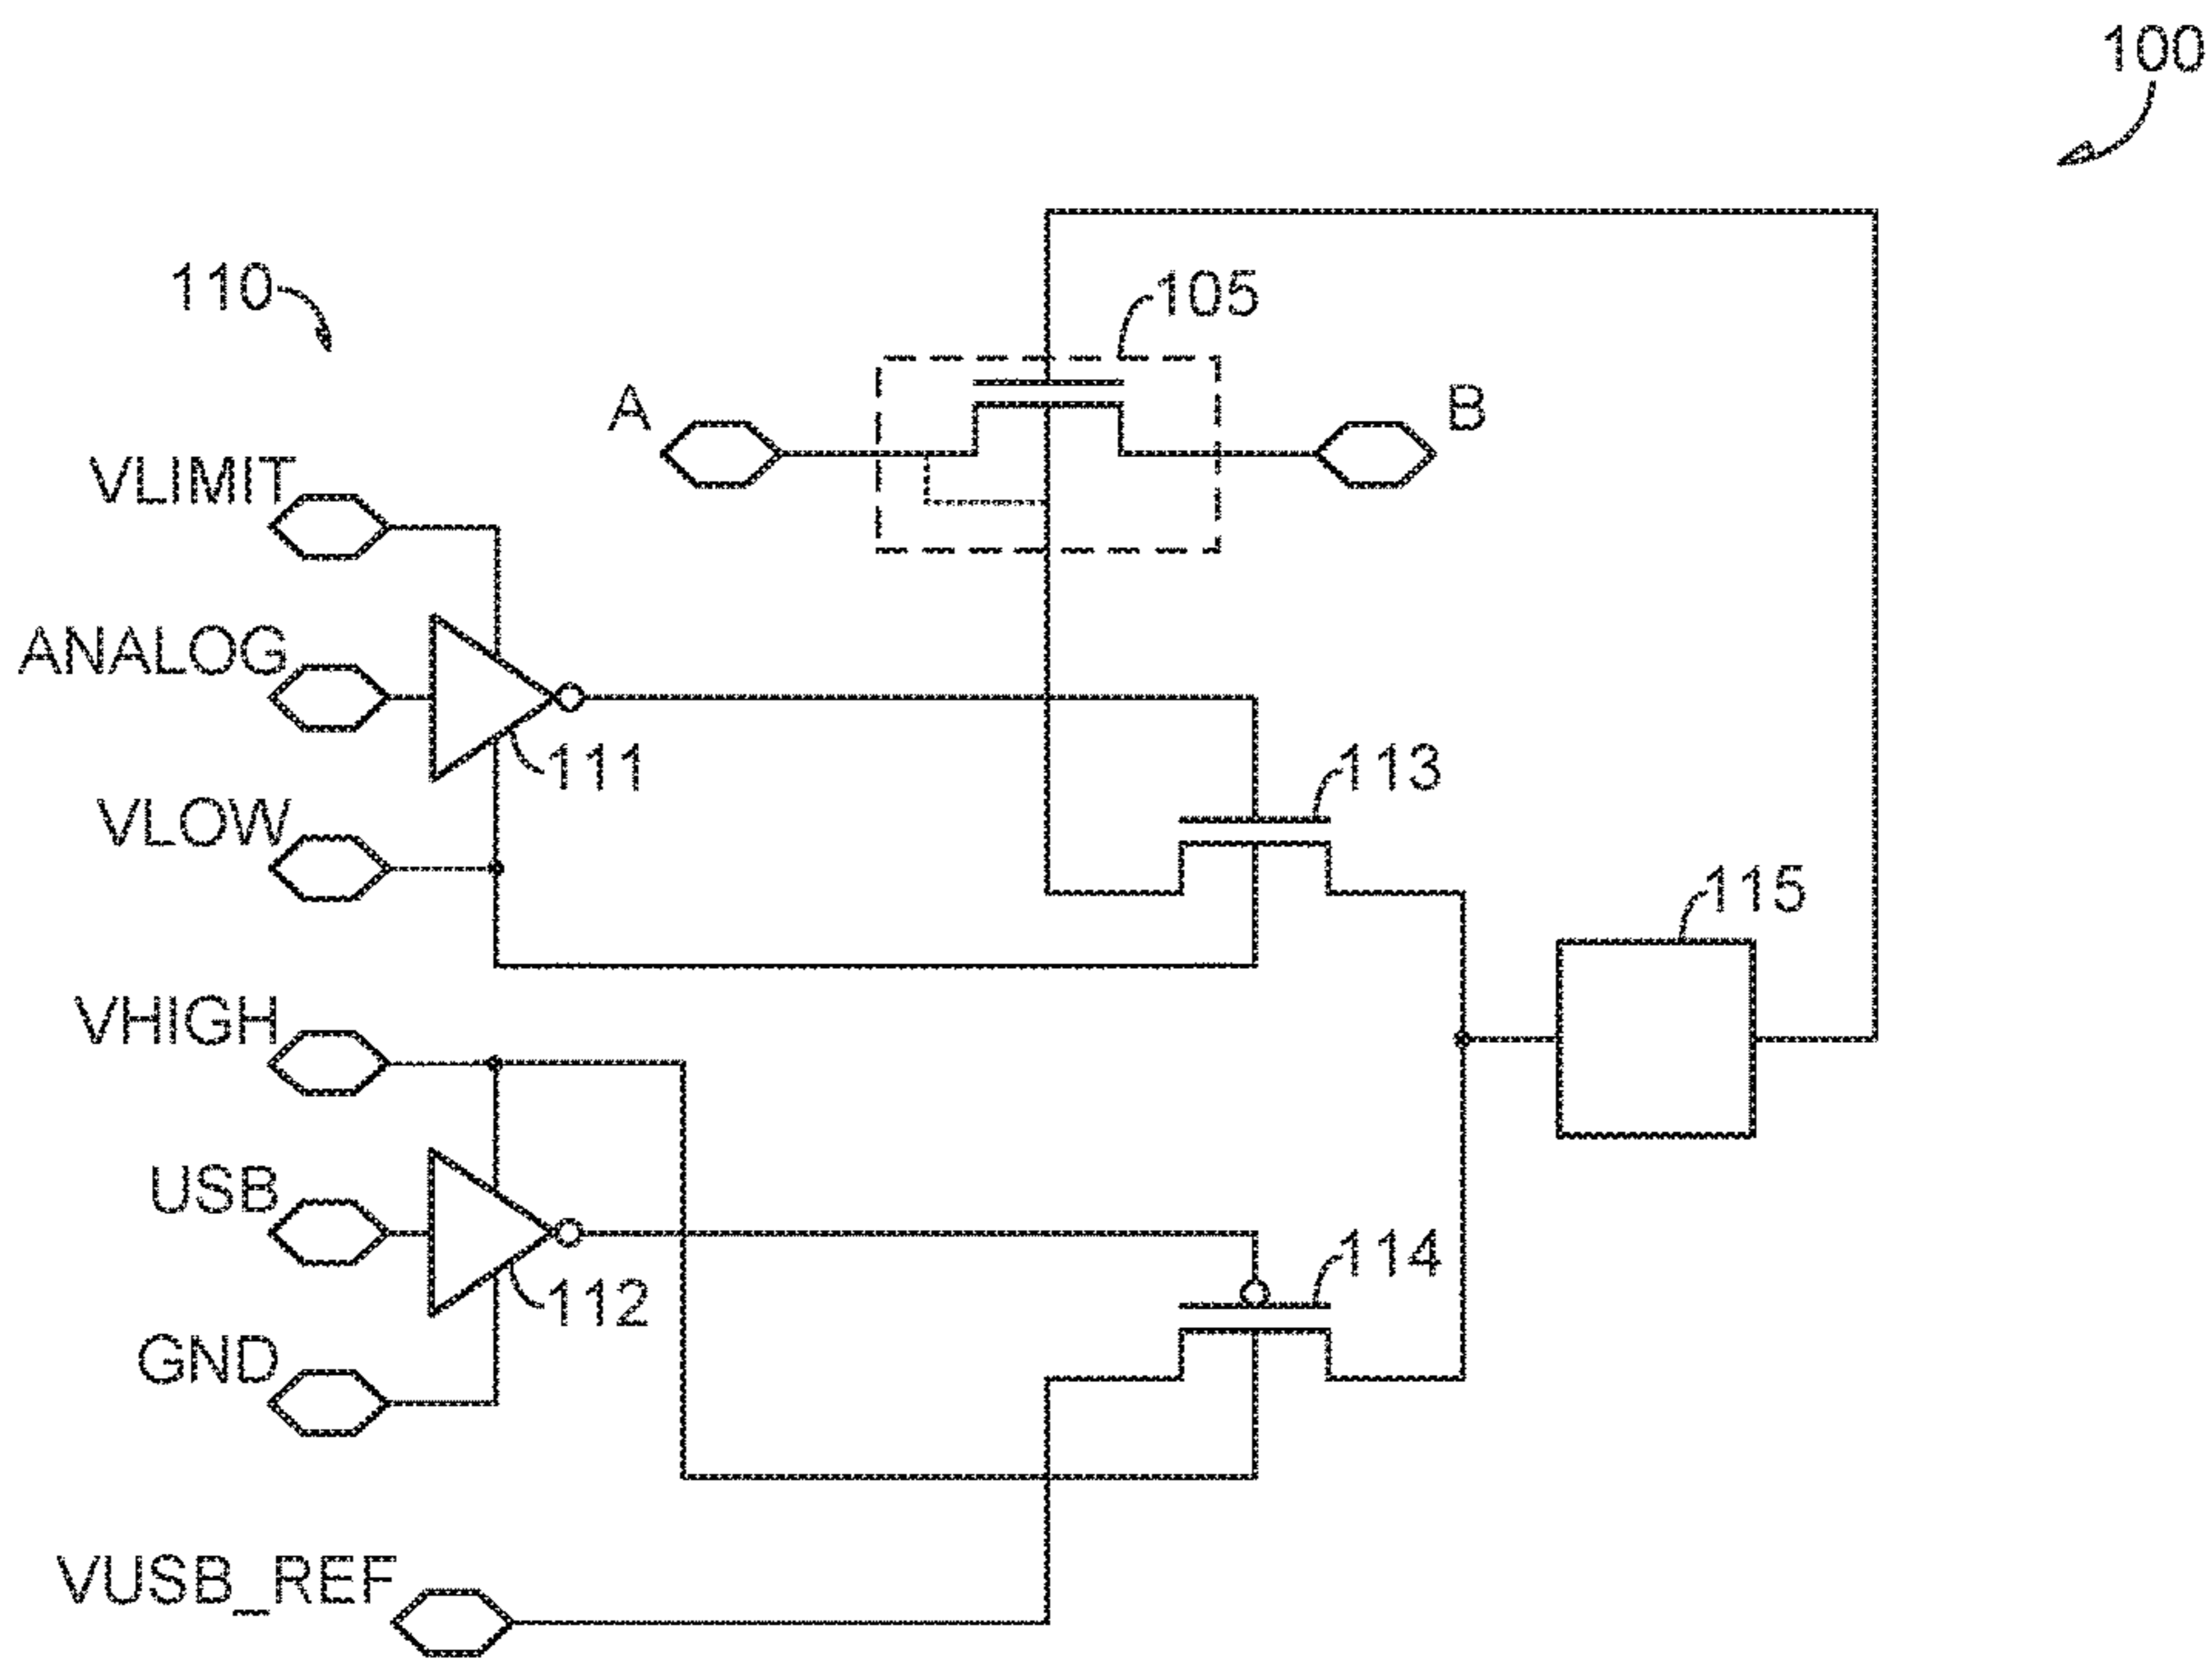 100
110
105
A
B
VLIMIT
ANALOG
111
113
VLOW
115
VHIGH
USB
114
112
GND
VUSB_REF